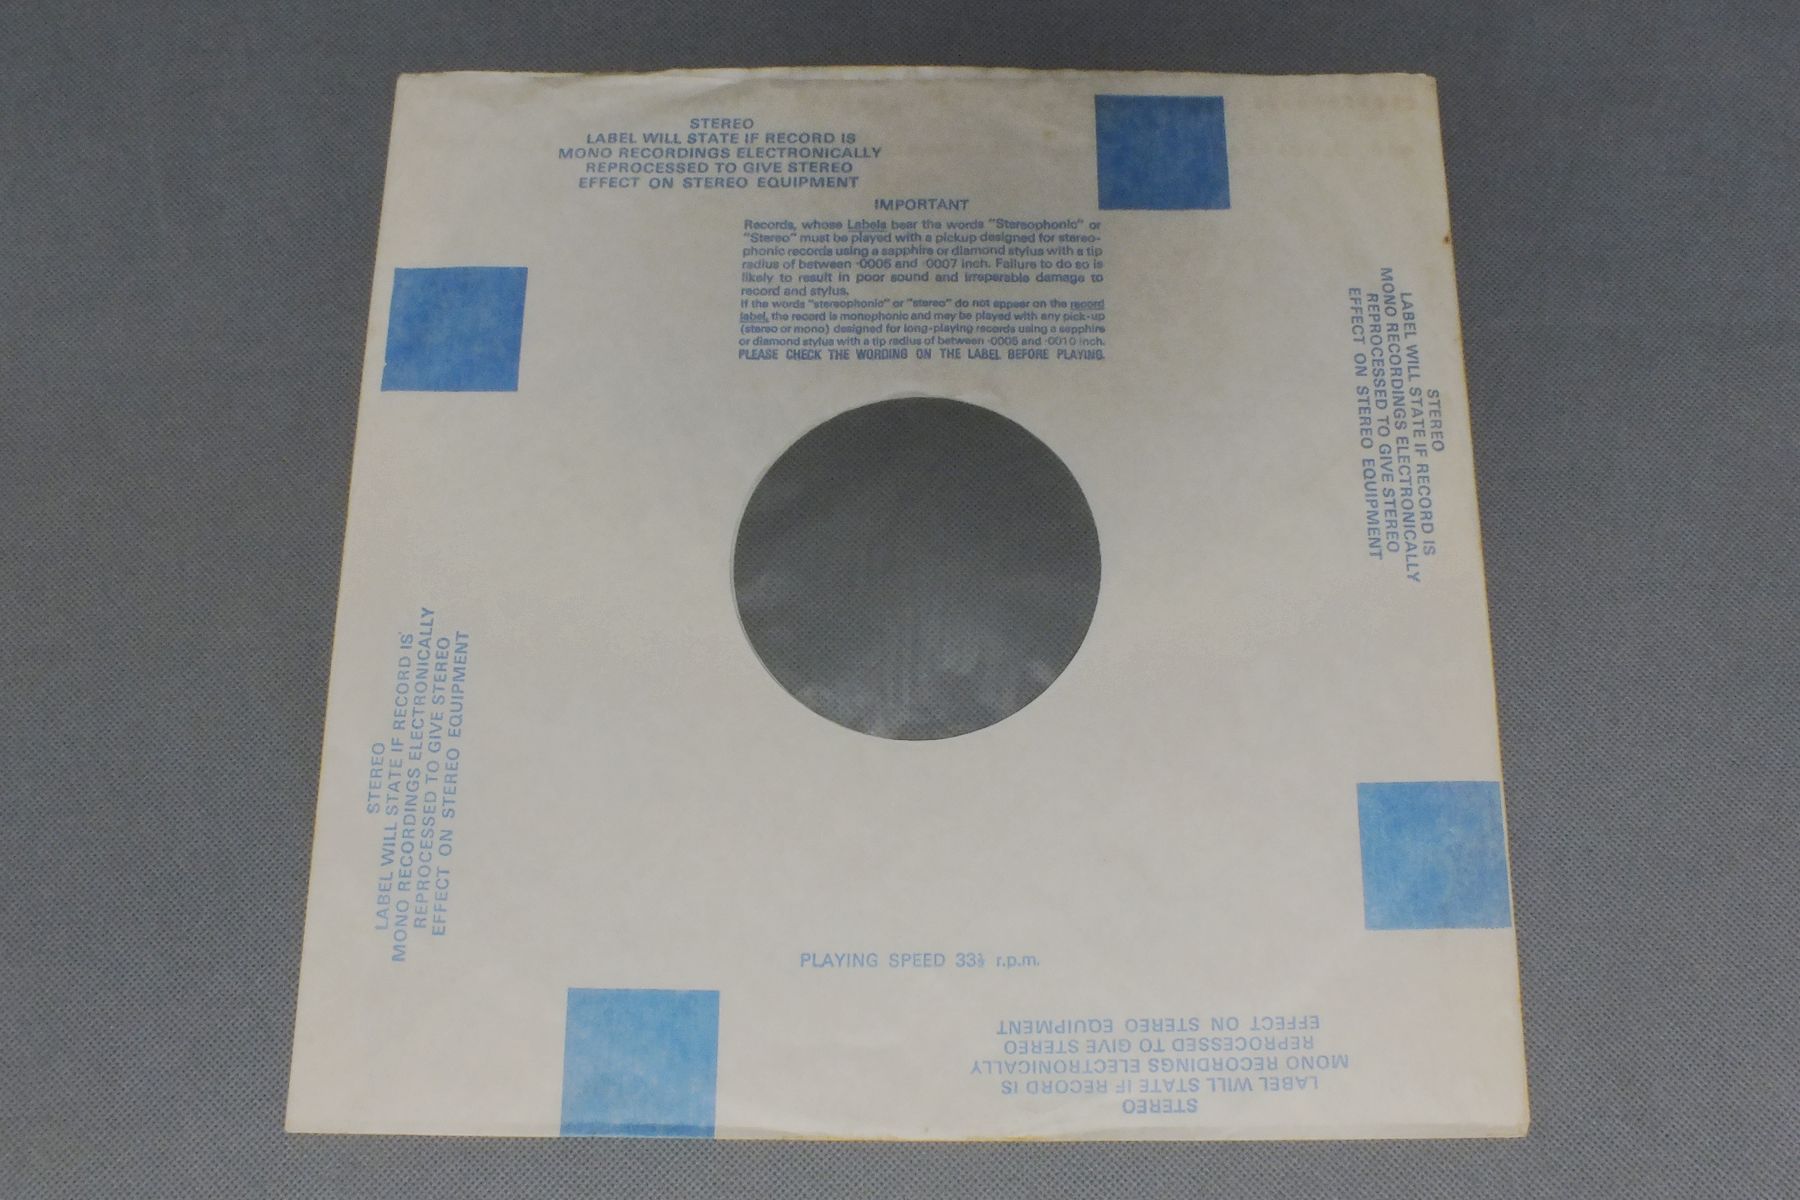 STEREO
LABEL WILL STATE IF RECORD IS
MONO RECORDINGS ELECTRONICALLY
REPROCESSED TO GIVE STEREO
EFFECT ON STEREO EQUIPMENT
IMPORTANT
Records, whose Labels bear the words "Stereophonic" or
"Stereo" must be played with a pickup designed for stereo-
phonic records using a sapphire or diamond stylus with a tip
radius of between ·0005 and ·0007 inch. Failure to do so is
likely to result in poor sound and irreparable damage to
record and stylus.
If the words "stereophonic" or "stereo" do not appear on the record
label, the record is monophonic and may be played with any pick-up
(stereo or mono) designed for long-playing records using a sapphire
or diamond stylus with a tip radius of between ·0005 and ·0010 inch.
PLEASE CHECK THE WORDING ON THE LABEL BEFORE PLAYING.
STEREO
LABEL WILL STATE IF RECORD IS
MONO RECORDINGS ELECTRONICALLY
REPROCESSED TO GIVE STEREO
EFFECT ON STEREO EQUIPMENT
STEREO
LABEL WILL STATE IF RECORD IS
MONO RECORDINGS ELECTRONICALLY
REPROCESSED TO GIVE STEREO
EFFECT ON STEREO EQUIPMENT
PLAYING SPEED 33⅓ r.p.m.
STEREO
LABEL WILL STATE IF RECORD IS
MONO RECORDINGS ELECTRONICALLY
REPROCESSED TO GIVE STEREO
EFFECT ON STEREO EQUIPMENT